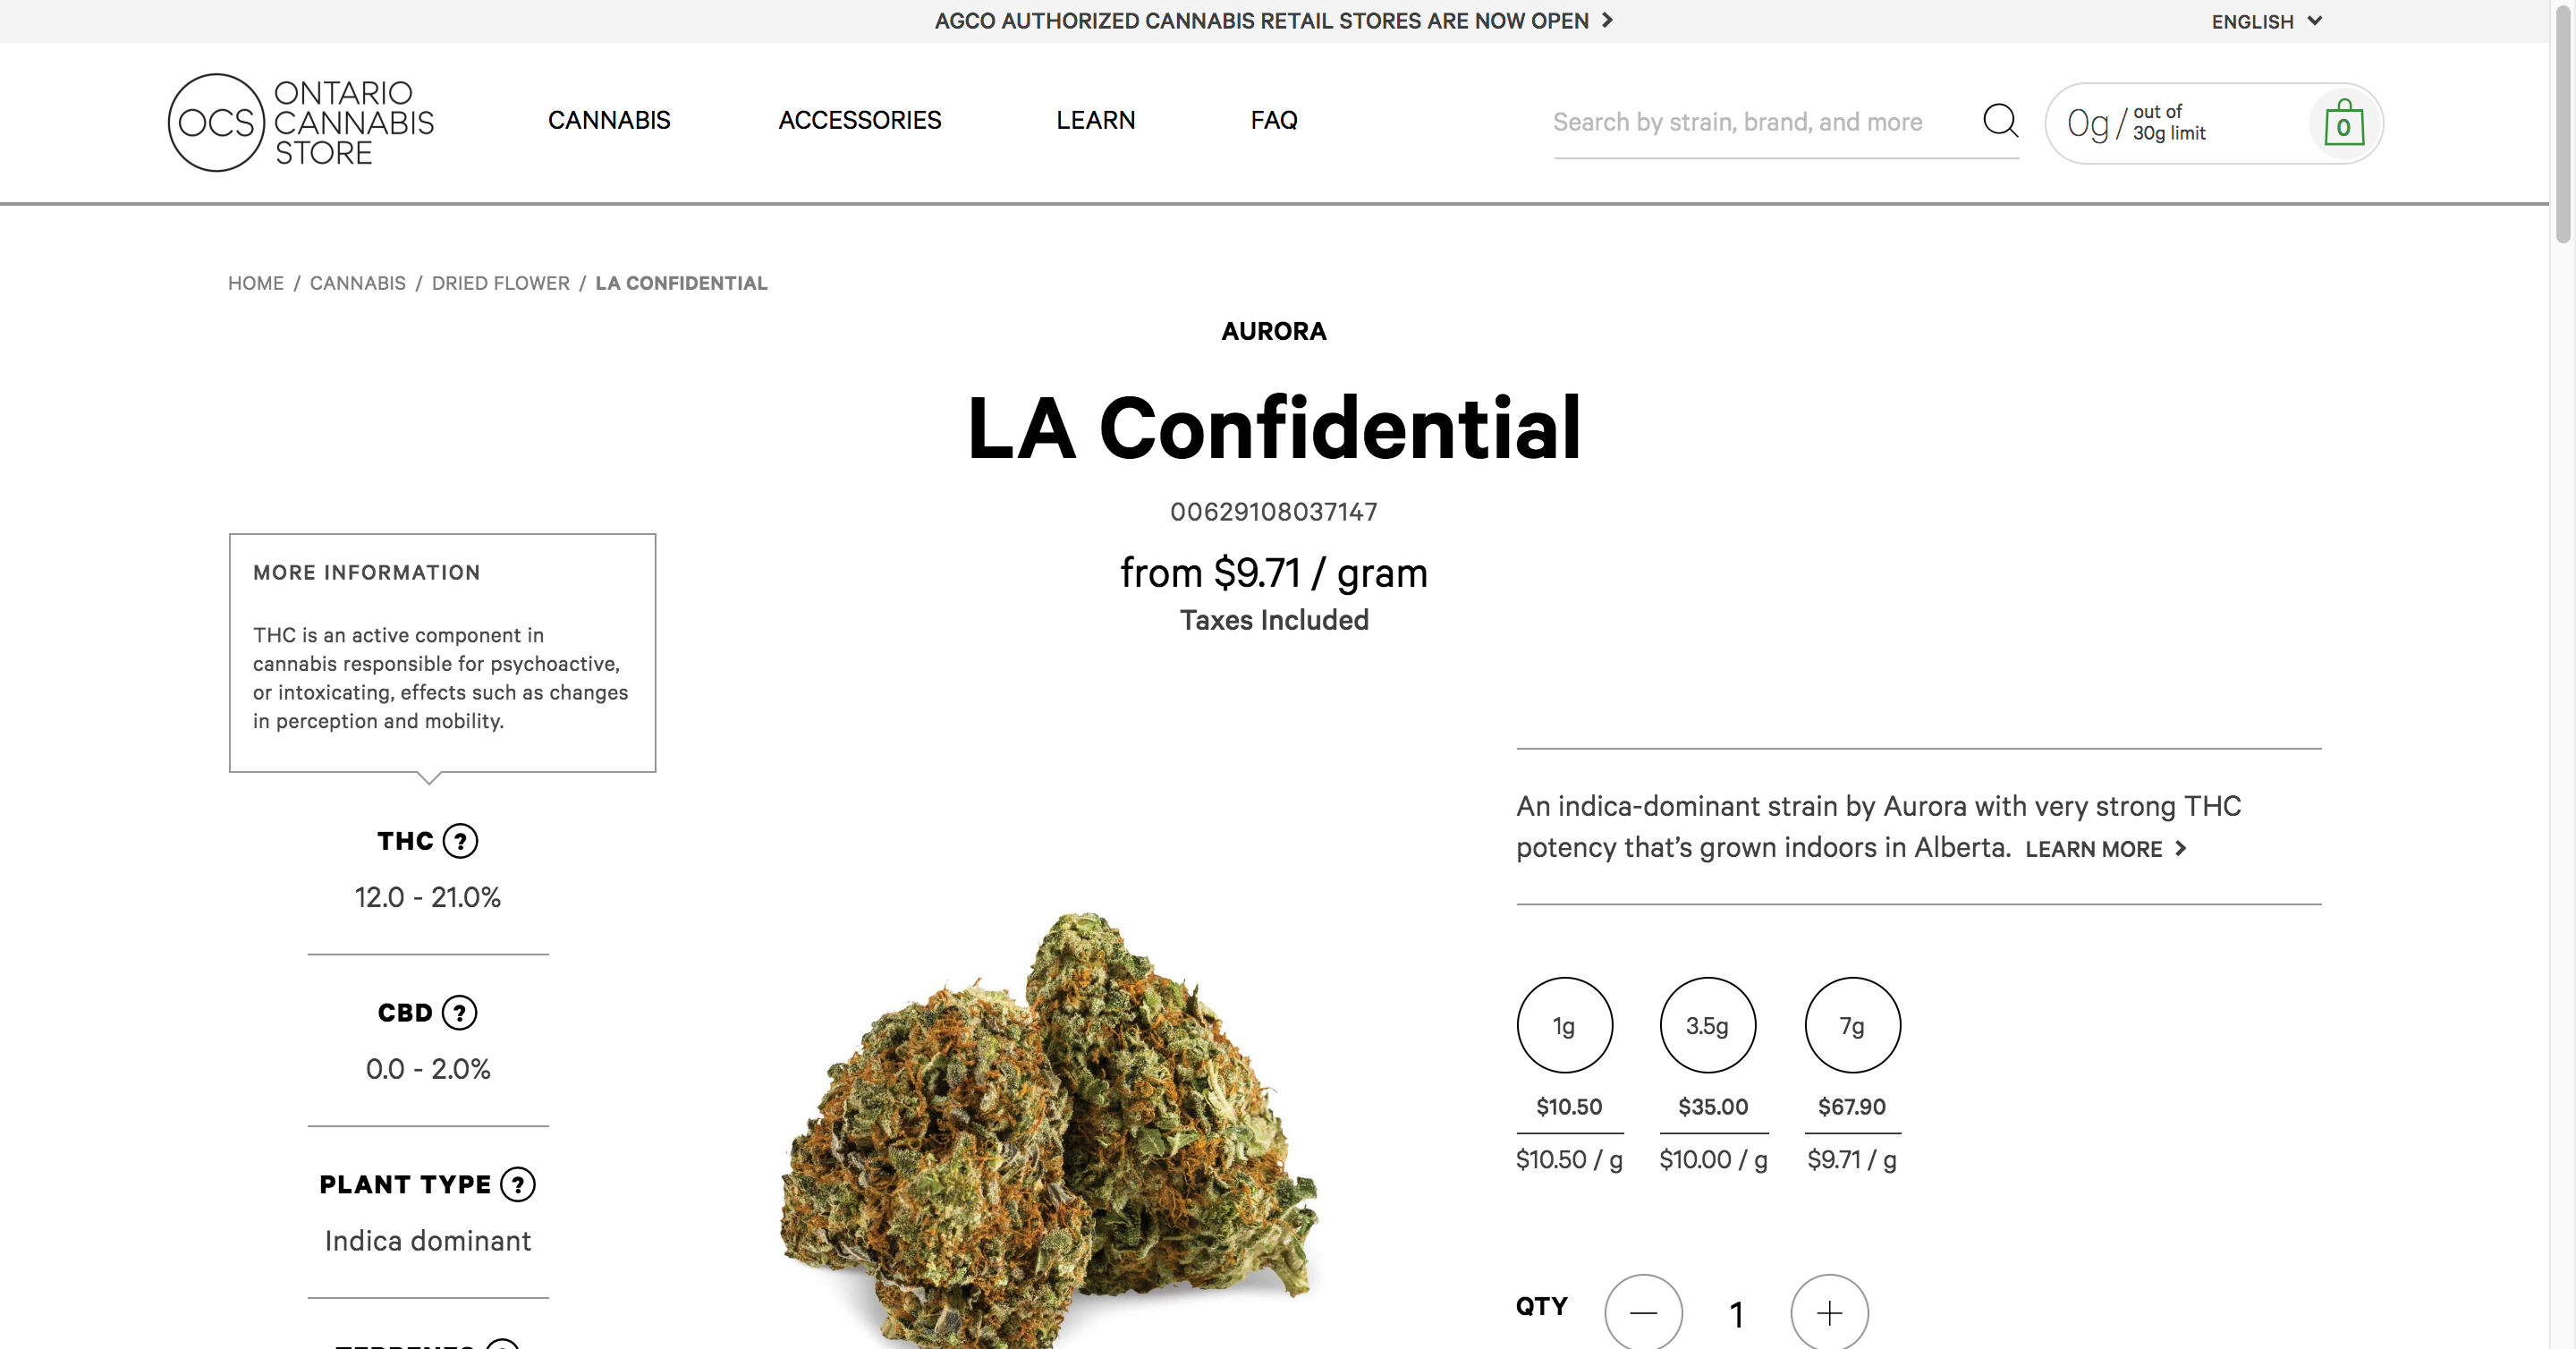 AGCO AUTHORIZED CANNABIS RETAIL STORES ARE NOW OPEN
ENGLISH
OCS
ONTARIO
CANNABIS
STORE
CANNABIS
ACCESSORIES
LEARN
FAQ
Search by strain, brand, and more
0g / out of
30g limit
0
HOME / CANNABIS / DRIED FLOWER / LA CONFIDENTIAL
AURORA
LA Confidential
00629108037147
from $9.71 / gram
Taxes Included
MORE INFORMATION
THC is an active component in
cannabis responsible for psychoactive,
or intoxicating, effects such as changes
in perception and mobility.
THC ?
12.0 - 21.0%
CBD ?
0.0 - 2.0%
PLANT TYPE ?
Indica dominant
An indica-dominant strain by Aurora with very strong THC
potency that’s grown indoors in Alberta. LEARN MORE
1g
3.5g
7g
$10.50
$35.00
$67.90
$10.50 / g
$10.00 / g
$9.71 / g
QTY
1